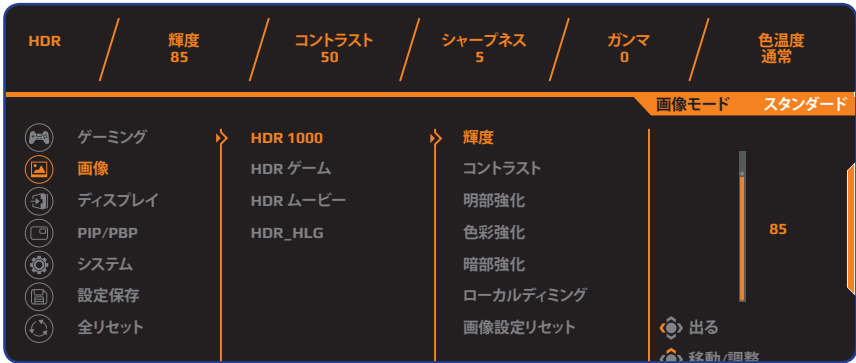 HDR
輝度
85
コントラスト
50
シャープネス
5
ガンマ
0
色温度
通常
画像モード スタンダード
ゲーミング
画像
ディスプレイ
PIP/PBP
システム
設定保存
全リセット
HDR 1000
HDR ゲーム
HDR ムービー
HDR_HLG
輝度
コントラスト
明部強化
色彩強化
暗部強化
ローカルディミング
画像設定リセット
85
出る
移動/調整